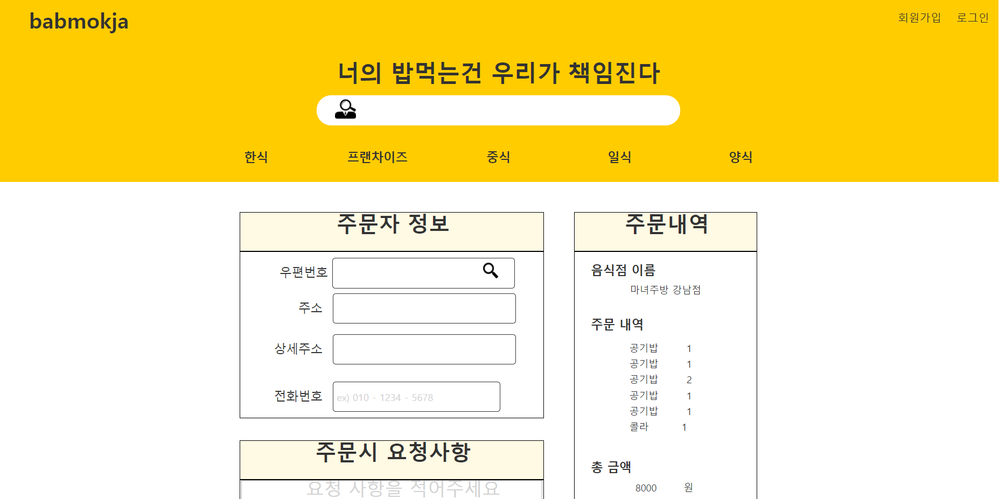 babmokja
회원가입 로그인
너의 밥먹는건 우리가 책임진다
한식 프랜차이즈 중식 일식 양식
주문자 정보
우편번호
주소
상세주소
전화번호 ex) 010 - 1234 - 5678
주문시 요청사항
요청 사항을 적어주세요
주문내역
음식점 이름
마녀주방 강남점
주문 내역
공기밥 1
공기밥 1
공기밥 2
공기밥 1
공기밥 1
콜라 1
총 금액
8000 원